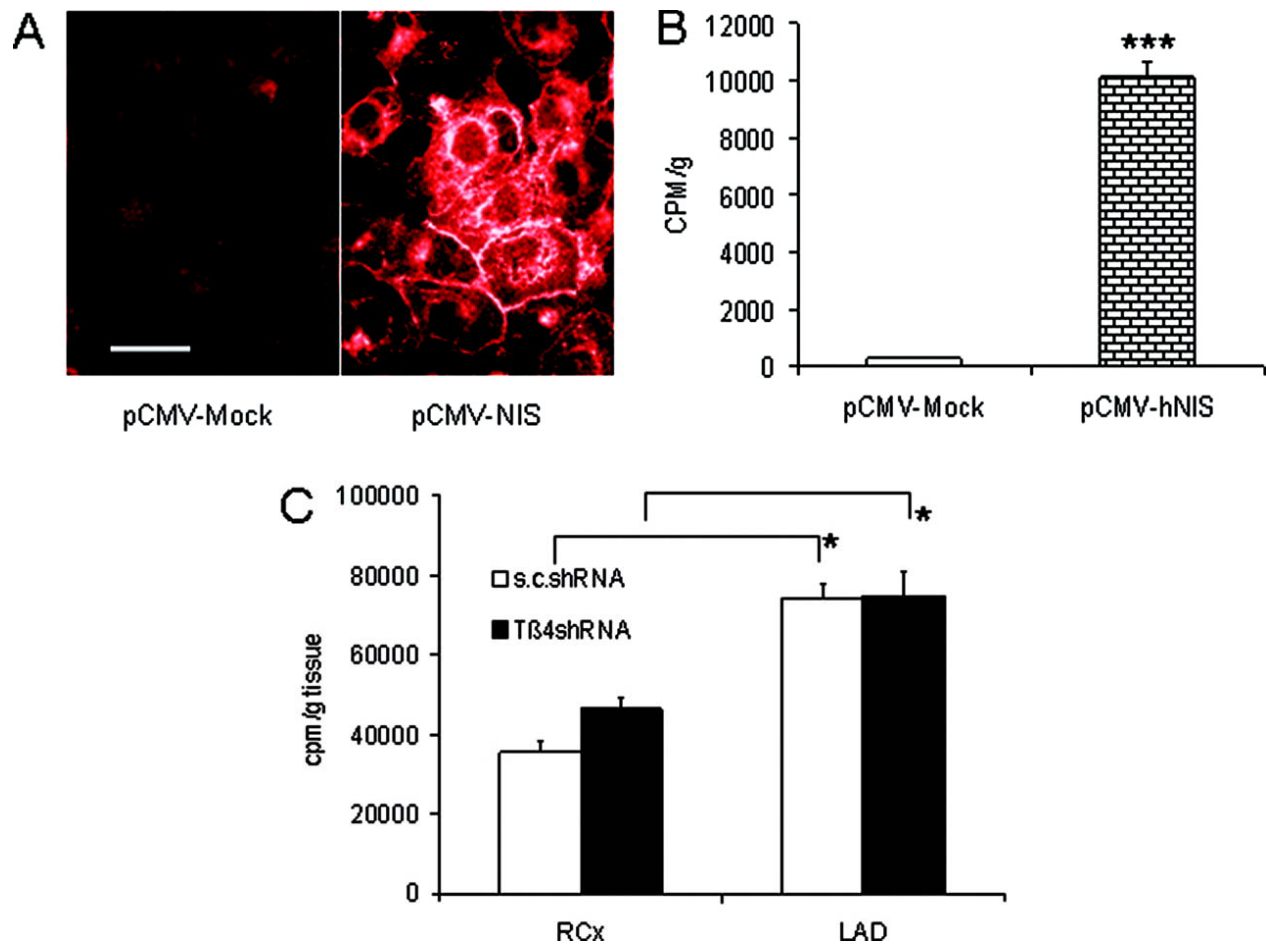 A
pCMV-Mock
pCMV-NIS
B
12000
10000
8000
6000
4000
2000
0
CPM/g
***
pCMV-Mock
pCMV-hNIS
C
100000
80000
60000
40000
20000
0
cpm/g tissue
s.c.shRNA
Tß4shRNA
*
*
RCx
LAD